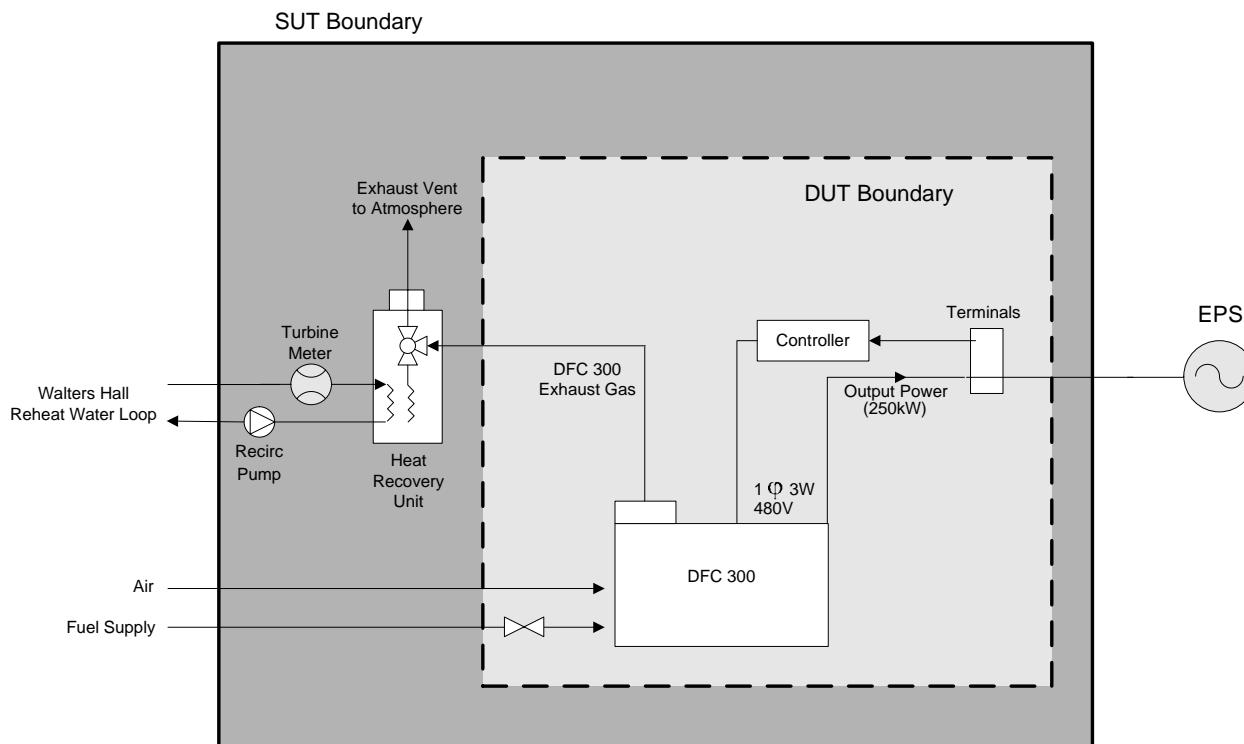 SUT Boundary
Exhaust Vent
to Atmosphere
DUT Boundary
Turbine
Meter
Terminals
EPS
Controller
DFC 300
Exhaust Gas
Walters Hall
Reheat Water Loop
Output Power
(250kW)
Recirc
Pump
Heat
Recovery
Unit
1 φ 3W
480V
DFC 300
Air
Fuel Supply